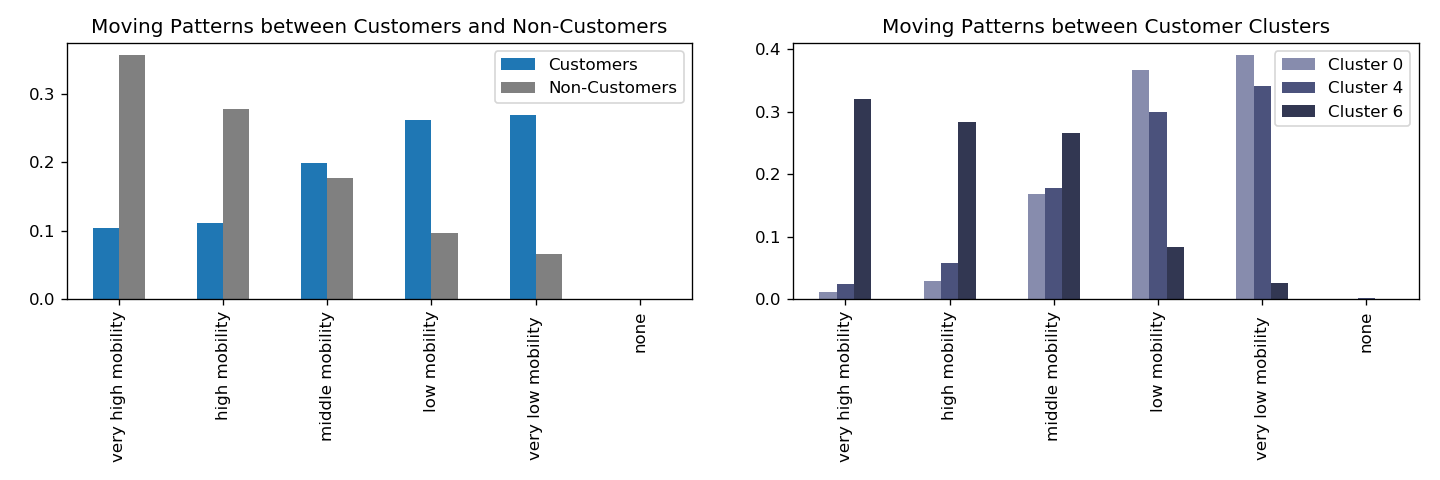 Moving Patterns between Customers and Non-Customers
Customers
Non-Customers
0.3
0.2
0.1
0.0
very high mobility
high mobility
middle mobility
low mobility
very low mobility
none
Moving Patterns between Customer Clusters
Cluster 0
Cluster 4
Cluster 6
0.4
0.3
0.2
0.1
0.0
very high mobility
high mobility
middle mobility
low mobility
very low mobility
none